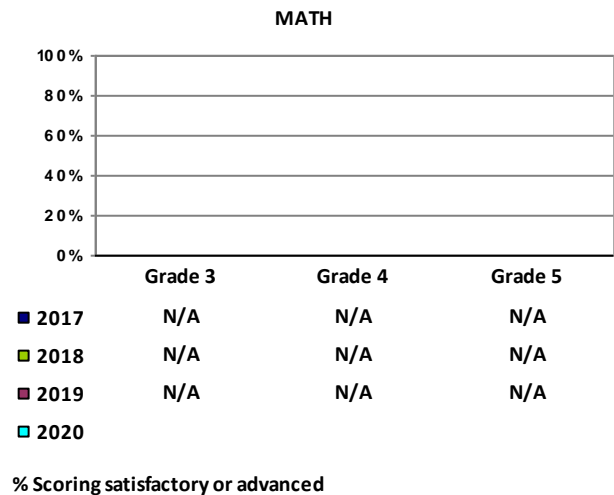 MATH
100%
80%
60%
40%
20%
0%
Grade 3 Grade 4 Grade 5
2017 N/A N/A N/A
2018 N/A N/A N/A
2019 N/A N/A N/A
2020
% Scoring satisfactory or advanced